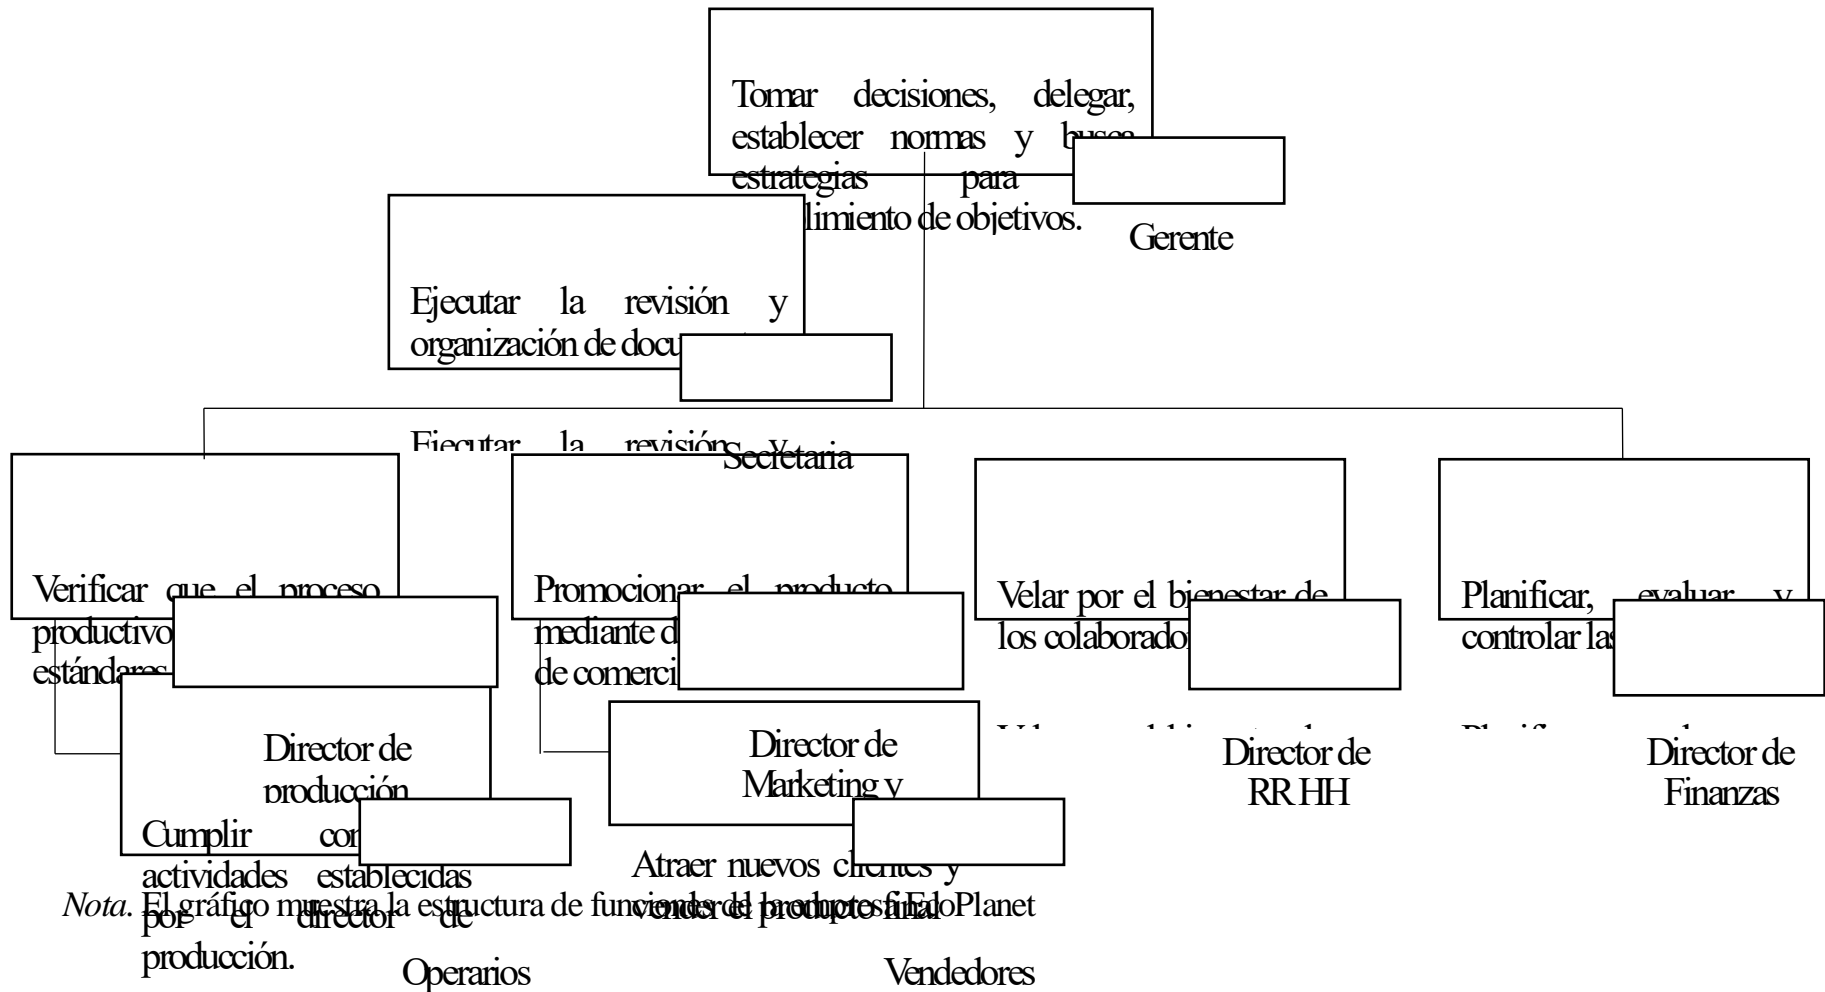 Tomar decisiones, delegar,
establecer normas y busca
estrategias para
limiento de objetivos.
Gerente
Ejecutar la revisión y
organización de docu
Ejecutar la revisión y
Secretaria
Verificar que el proceso
productivo
estándares
Director de
producción
Promocionar el producto
mediante d
de comerci
Director de
Marketing y
Velar por el bienestar de
los colaborado
Director de
RR HH
Planificar, evaluar y
controlar las
Director de
Finanzas
Cumplir con
actividades establecidas
por el director de
producción.
Operarios
Atraer nuevos clientes y
vender el producto final
Vendedores
Nota. El gráfico muestra la estructura de funciones de la empresa EdoPlanet